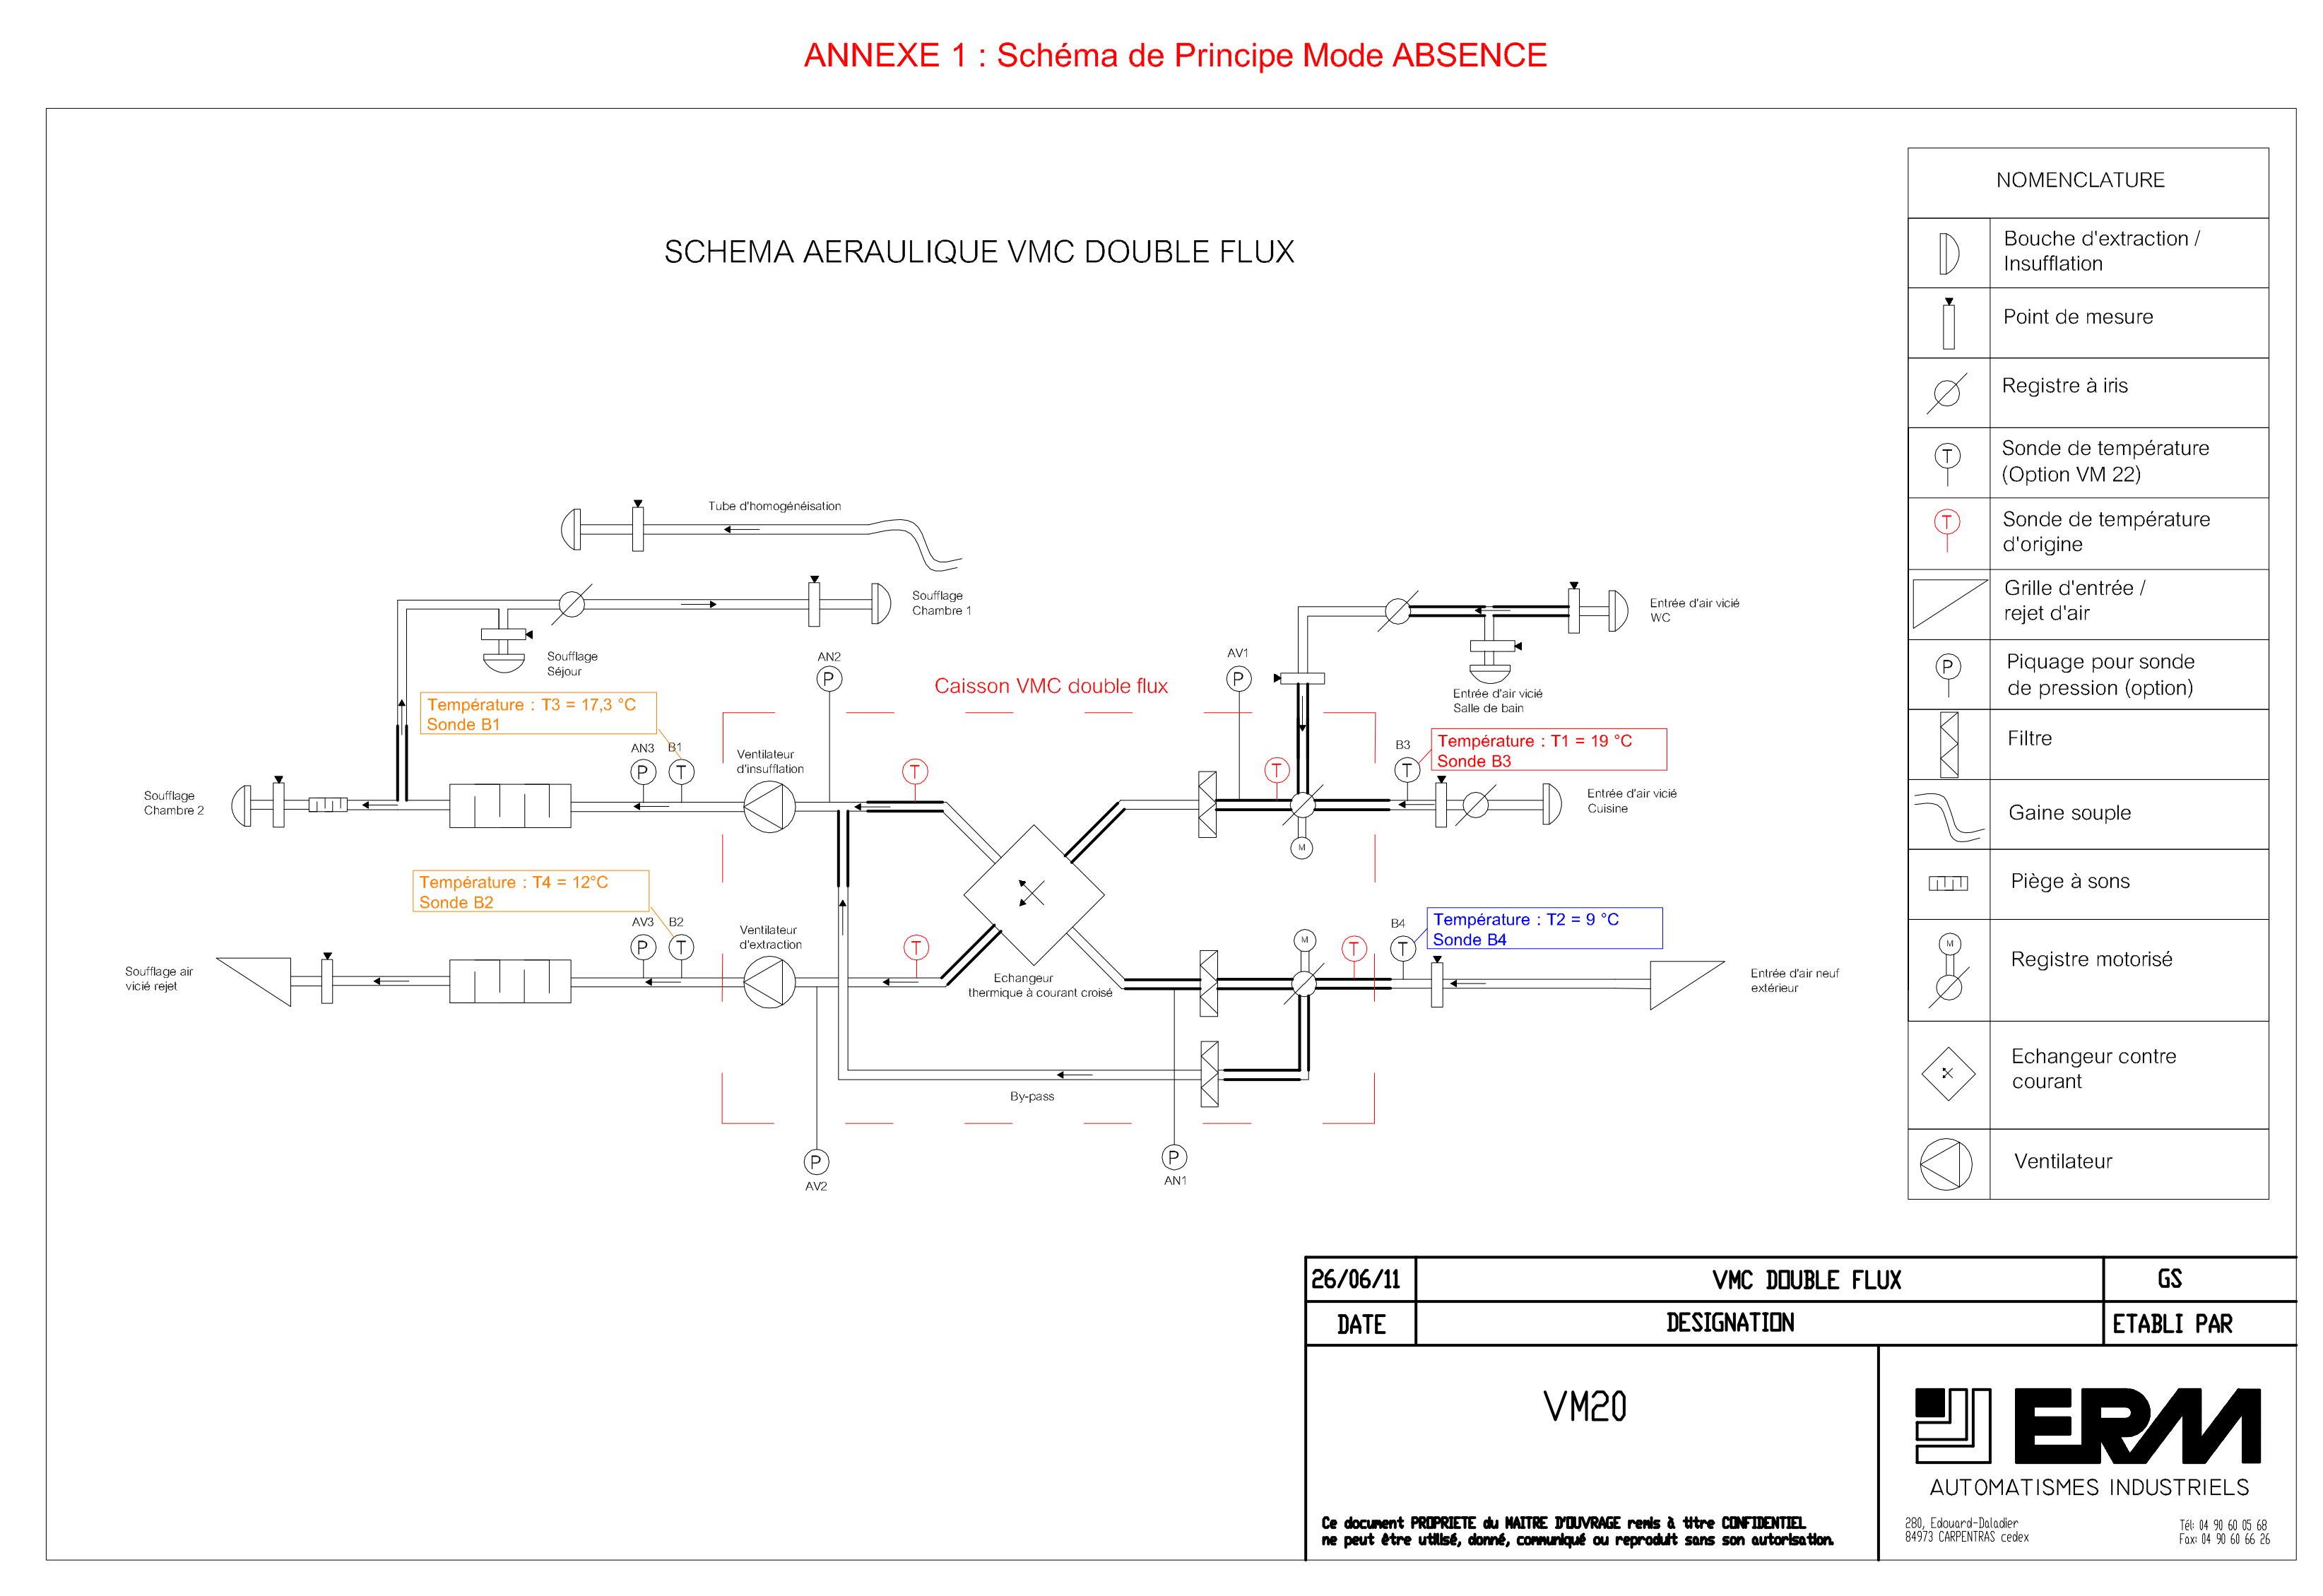 ANNEXE 1 : Schéma de Principe Mode ABSENCE
SCHEMA AERAULIQUE VMC DOUBLE FLUX
Tube d'homogénéisation
Soufflage
Chambre 1
Soufflage
Séjour
AN2
P
Caisson VMC double flux
AV1
P
Entrée d'air vicié
WC
Entrée d'air vicié
Salle de bain
Température : T3 = 17,3 °C
Sonde B1
AN3
P
B1
T
Ventilateur
d'insufflation
T
T
B3
T
Température : T1 = 19 °C
Sonde B3
Soufflage
Chambre 2
Entrée d'air vicié
Cuisine
M
Température : T4 = 12°C
Sonde B2
AV3
P
B2
T
Ventilateur
d'extraction
T
Echangeur
thermique à courant croisé
M
T
B4
T
Température : T2 = 9 °C
Sonde B4
Soufflage air
vicié rejet
Entrée d'air neuf
extérieur
By-pass
P
AV2
P
AN1
NOMENCLATURE
Bouche d'extraction /
Insufflation
Point de mesure
Registre à iris
T
Sonde de température
(Option VM 22)
T
Sonde de température
d'origine
Grille d'entrée /
rejet d'air
P
Piquage pour sonde
de pression (option)
Filtre
Gaine souple
Piège à sons
M
Registre motorisé
Echangeur contre
courant
Ventilateur
26/06/11
VMC DOUBLE FLUX
GS
DATE
DESIGNATION
ETABLI PAR
VM20
Ce document PROPRIETE du MAITRE D'OUVRAGE remis à titre CONFIDENTIEL
ne peut être utilisé, donné, communiqué ou reproduit sans son autorisation.
ERM
AUTOMATISMES INDUSTRIELS
280, Edouard-Daladier
84973 CARPENTRAS cedex
Tél: 04 90 60 05 68
Fax: 04 90 60 66 26